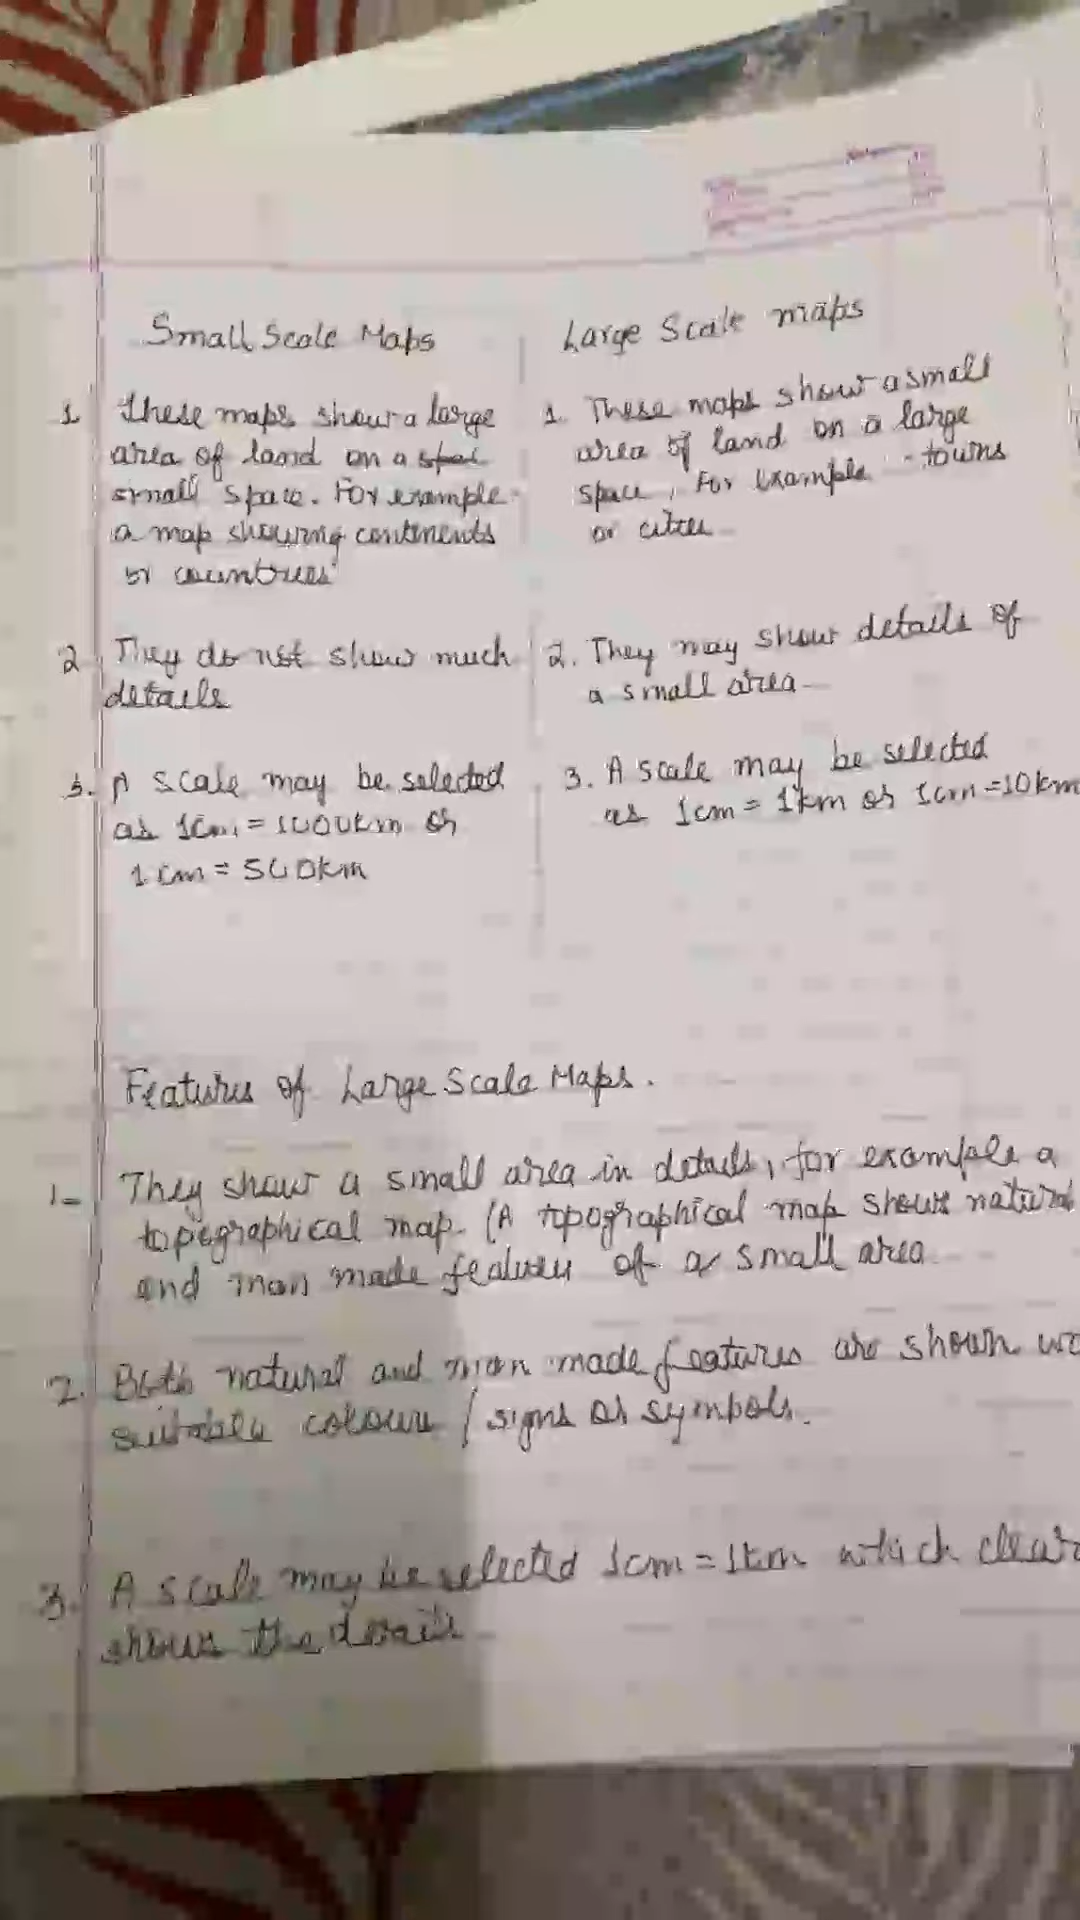 Small Scale Maps
1 These maps show a large
area of land on a
small space. For example
a map showing continents
or countries
2 They do not show much
details
3. A scale may be selected
as 1cm = 1000km or
1 cm = 500km
Large Scale maps
1. These maps show a small
area of land on a large
space, For example - towns
or cities
2. They may show details of
a small area
3. A scale may be selected
as 1cm = 1km or 1cm = 10km
Features of Large Scale Maps.
1- They show a small area in details, for example a
topographical map. (A topographical map shows natural
and man made features of a small area
2. Both natural and man made features are shown
suitable colours / signs or symbols.
3. A scale may be selected 1cm = 1km which
shows the details